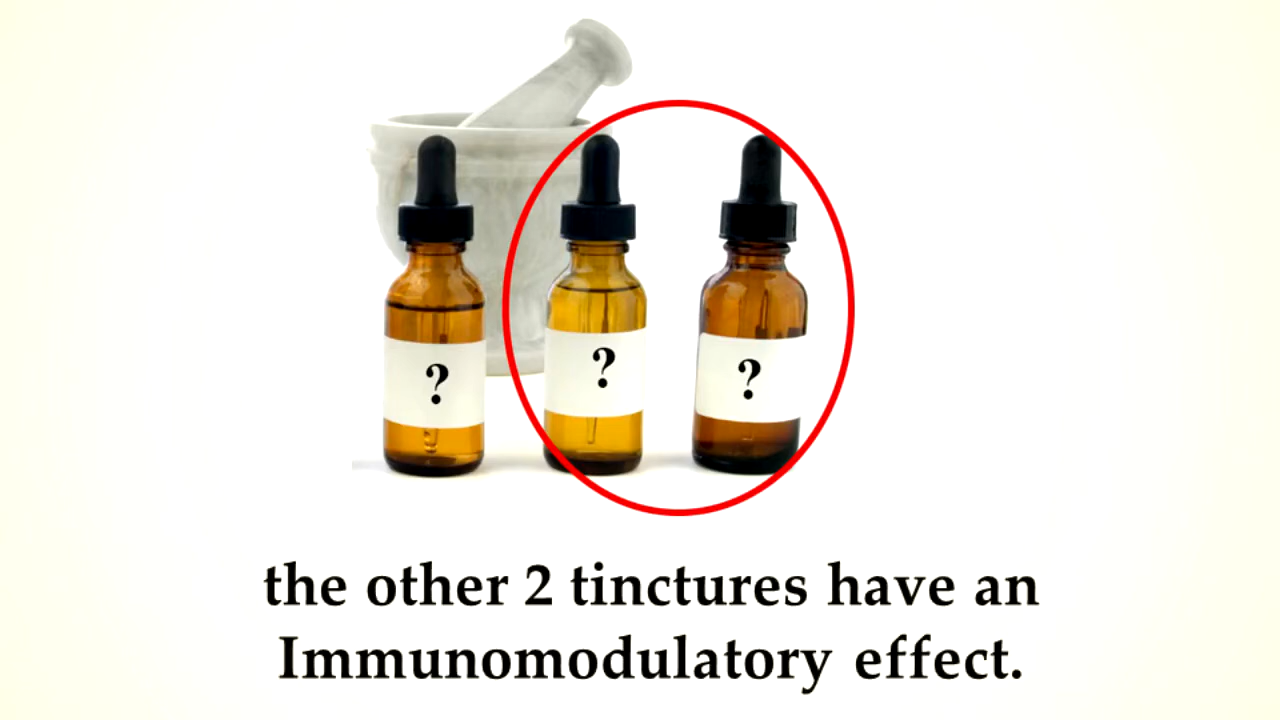 ? ? ?
the other 2 tinctures have an
Immunomodulatory effect.